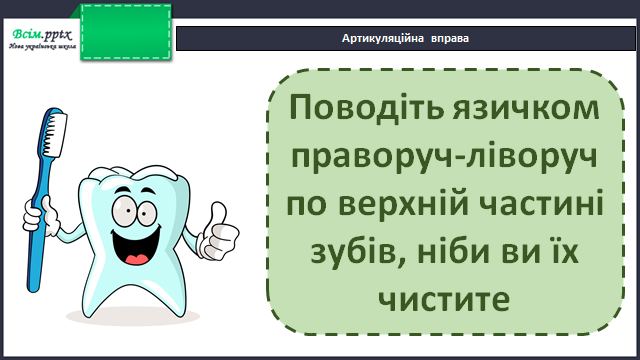 Всім.pptx
Нова українська школа
Артикуляційна вправа
Поводіть язичком
праворуч-ліворуч
по верхній частині
зубів, ніби ви їх
чистите